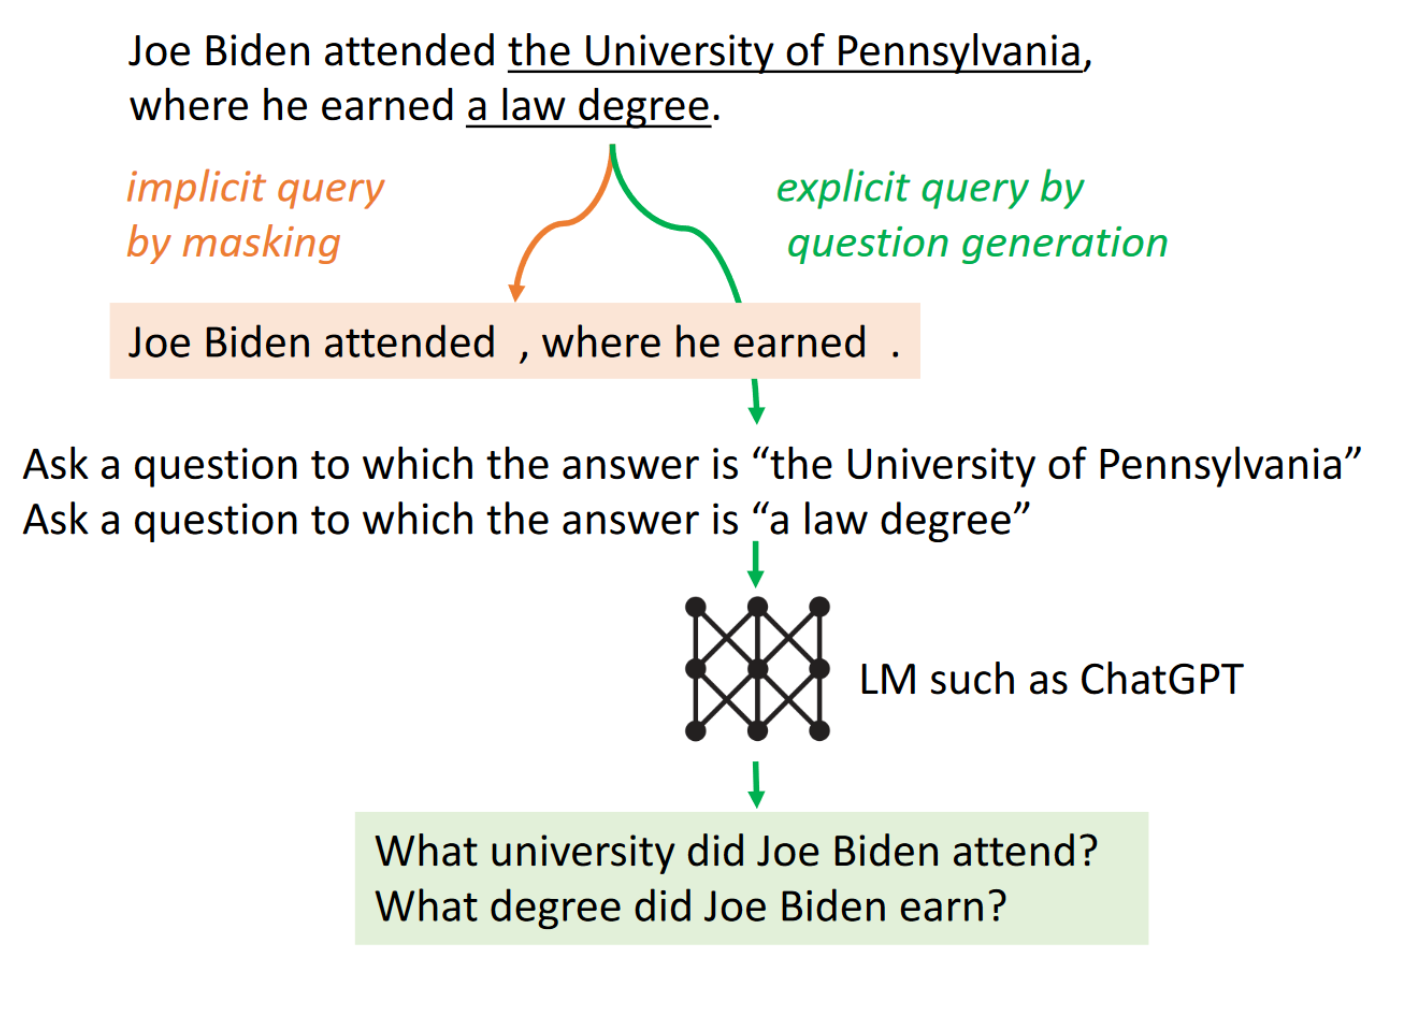 Joe Biden attended the University of Pennsylvania,
where he earned a law degree.
implicit query
by masking
explicit query by
question generation
Joe Biden attended , where he earned .
Ask a question to which the answer is “the University of Pennsylvania”
Ask a question to which the answer is “a law degree”
LM such as ChatGPT
What university did Joe Biden attend?
What degree did Joe Biden earn?